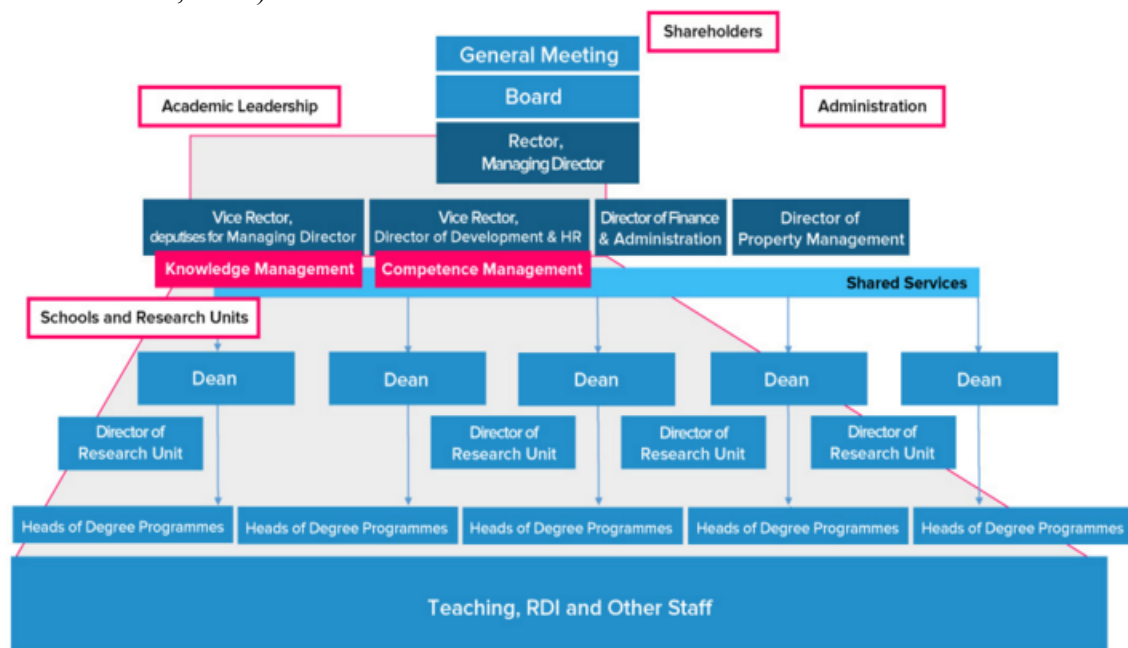 Shareholders
General Meeting
Board
Academic Leadership
Administration
Rector,
Managing Director
Vice Rector,
deputises for Managing Director
Vice Rector,
Director of Development & HR
Director of Finance
& Administration
Director of
Property Management
Knowledge Management
Competence Management
Shared Services
Schools and Research Units
Dean
Dean
Dean
Dean
Dean
Director of
Research Unit
Director of
Research Unit
Director of
Research Unit
Director of
Research Unit
Heads of Degree Programmes
Heads of Degree Programmes
Heads of Degree Programmes
Heads of Degree Programmes
Heads of Degree Programmes
Teaching, RDI and Other Staff